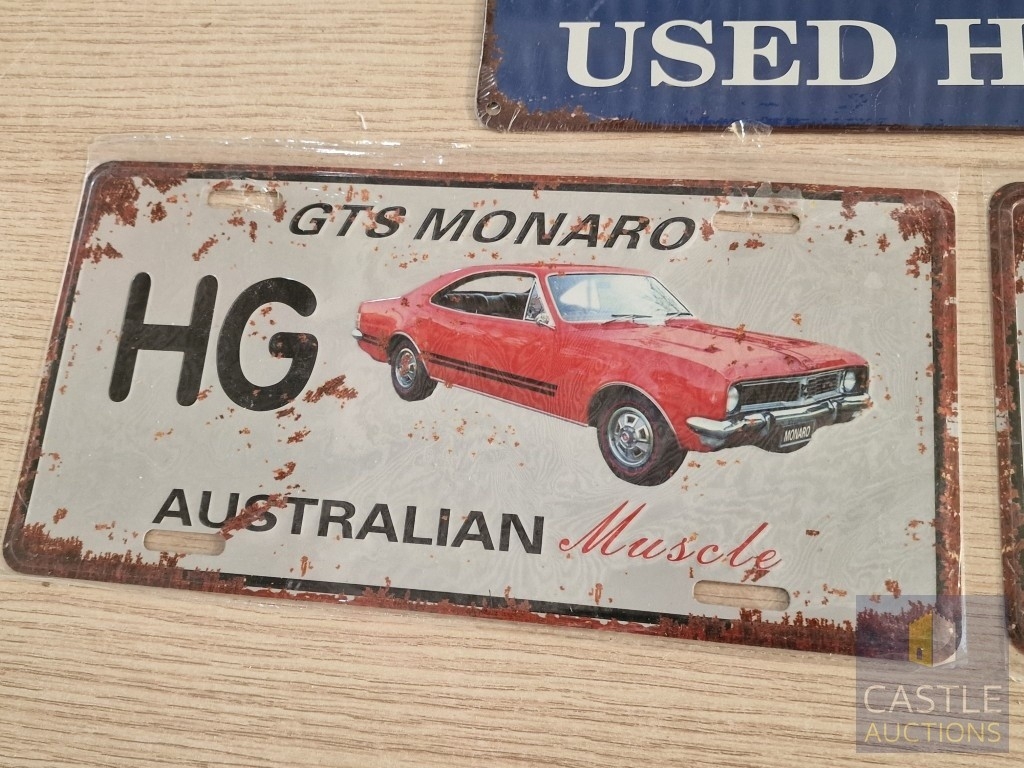 USED H
GTS MONARO
HG
MONARO
AUSTRALIAN Muscle
CASTLE
AUCTIONS